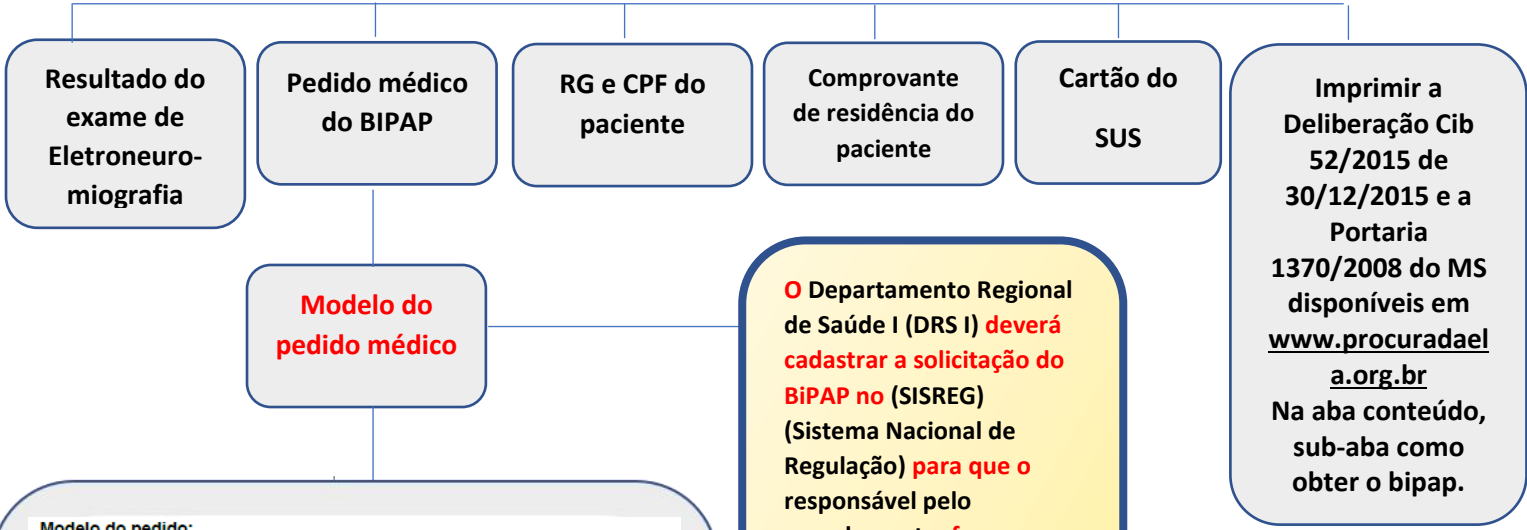 Resultado do
exame de
Eletroneuro-
miografia
Pedido médico
do BIPAP
RG e CPF do
paciente
Comprovante
de residência do
paciente
Cartão do
SUS
Imprimir a
Deliberação Cib
52/2015 de
30/12/2015 e a
Portaria
1370/2008 do MS
disponíveis em
www.procuradael
a.org.br
Na aba conteúdo,
sub-aba como
obter o bipap.
Modelo do
pedido médico
O Departamento Regional
de Saúde I (DRS I) deverá
cadastrar a solicitação do
BiPAP no (SISREG)
(Sistema Nacional de
Regulação) para que o
responsável pelo
Modelo do pedido: